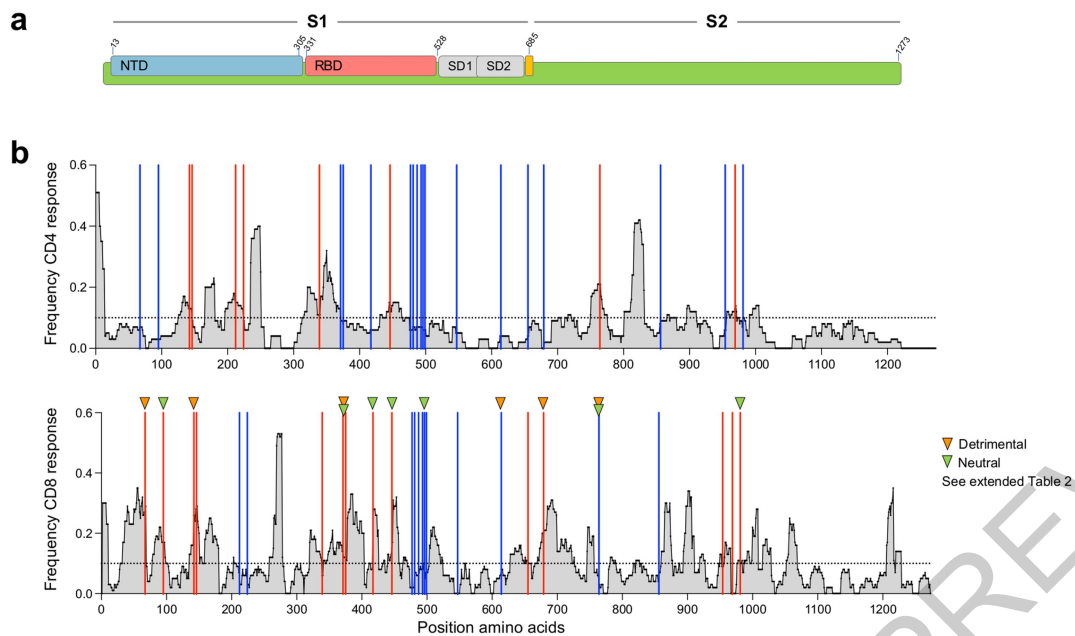 a
S1
S2
13
305
331
528
685
1273
NTD
RBD
SD1
SD2
b
Frequency CD4 response
0.6
0.4
0.2
0.0
0
100
200
300
400
500
600
700
800
900
1000
1100
1200
Frequency CD8 response
0.6
0.4
0.2
0.0
0
100
200
300
400
500
600
700
800
900
1000
1100
1200
Position amino acids
Detrimental
Neutral
See extended Table 2
PREV